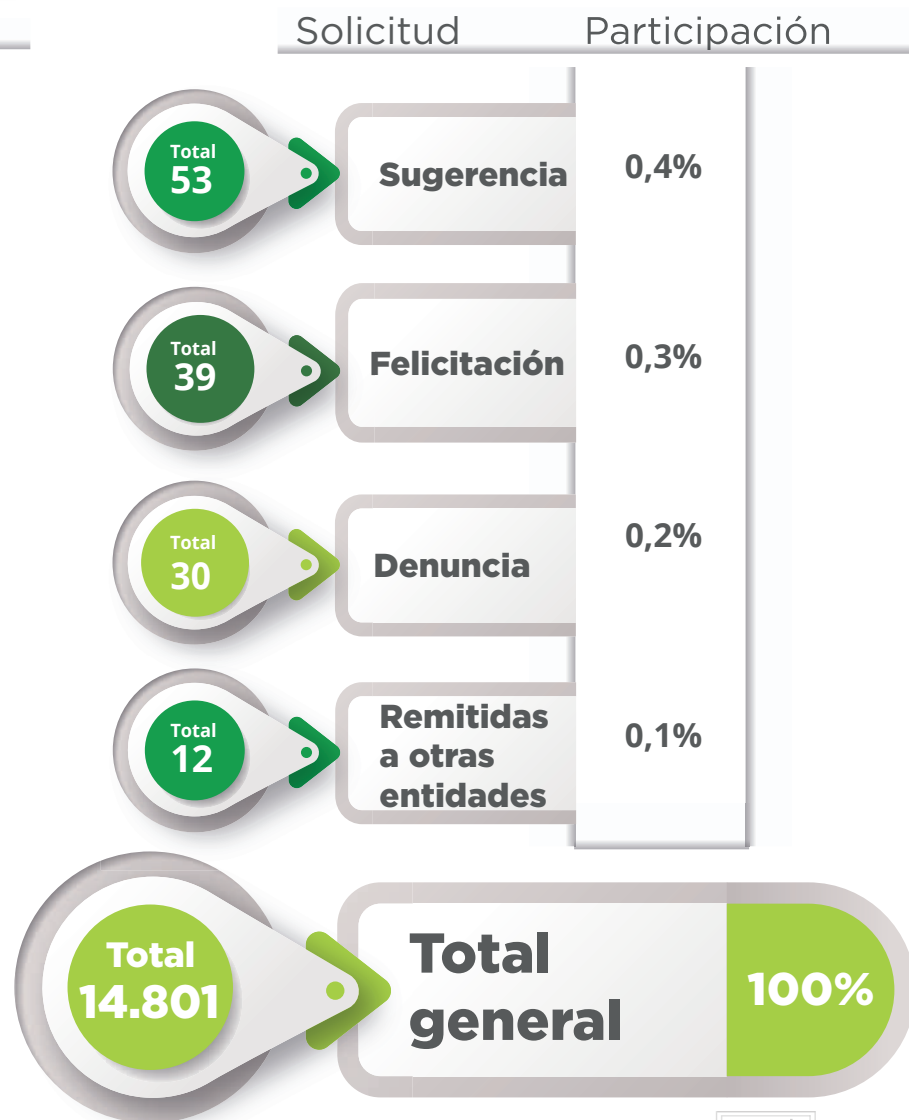 Solicitud Participación
Total
53
Sugerencia
0,4%
Total
39
Felicitación
0,3%
Total
30
Denuncia
0,2%
Total
12
Remitidas
a otras
entidades
0,1%
Total
14.801
Total
general
100%